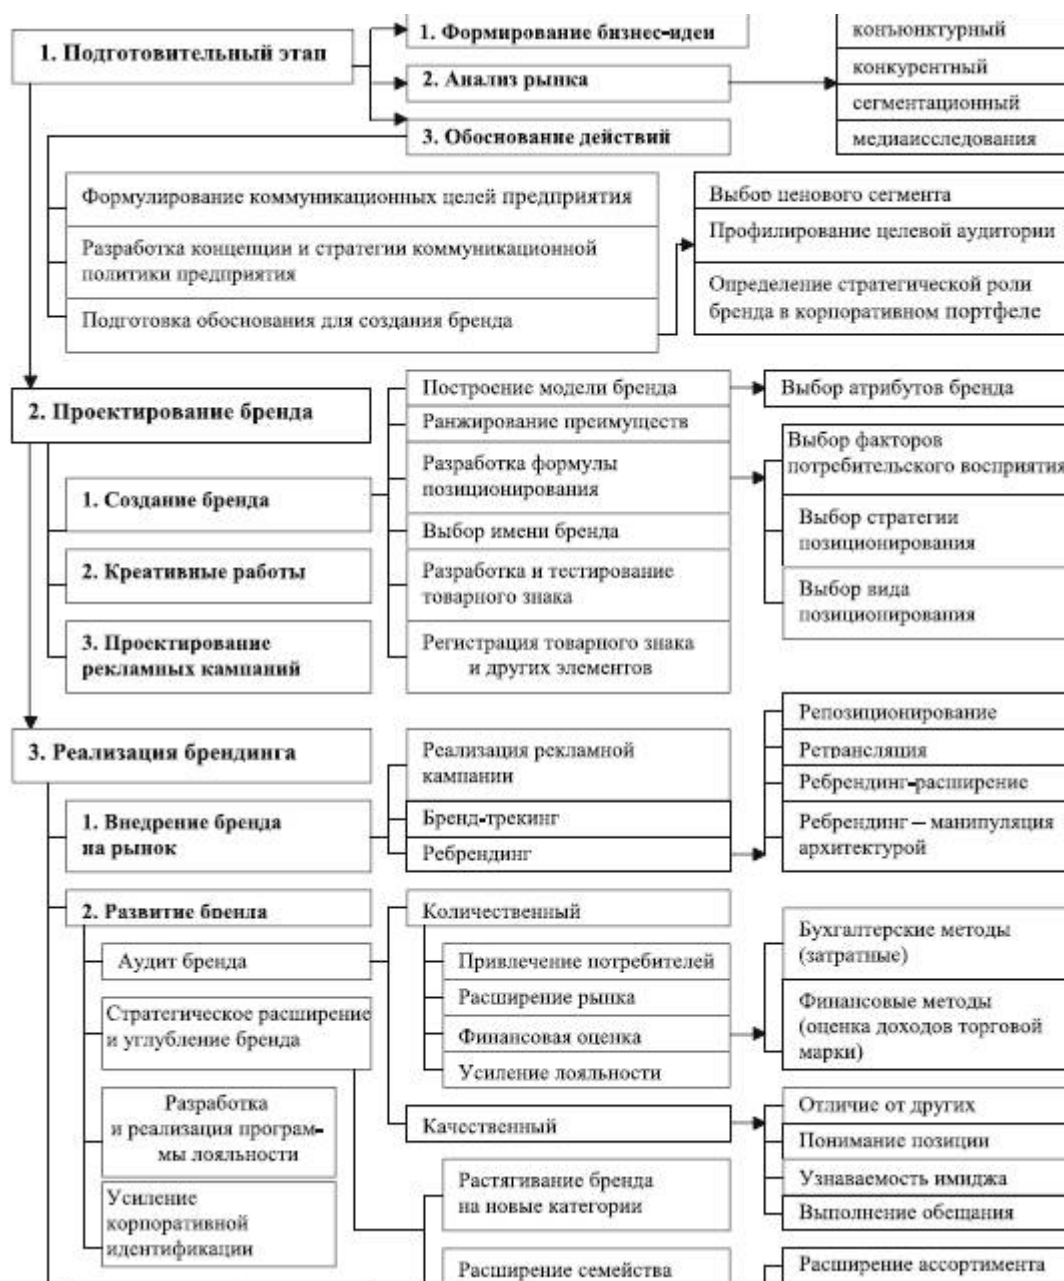 1. Подготовительный этап
1. Формирование бизнес-идеи
2. Анализ рынка
3. Обоснование действий
конъюнктурный
конкурентный
сегментационный
медиаисследования
Формулирование коммуникационных целей предприятия
Разработка концепции и стратегии коммуникационной
политики предприятия
Подготовка обоснования для создания бренда
Выбор ценового сегмента
Профилирование целевой аудитории
Определение стратегической роли
бренда в корпоративном портфеле
2. Проектирование бренда
1. Создание бренда
2. Креативные работы
3. Проектирование
рекламных кампаний
Построение модели бренда
Ранжирование преимуществ
Разработка формулы
позиционирования
Выбор имени бренда
Разработка и тестирование
товарного знака
Регистрация товарного знака
и других элементов
Выбор атрибутов бренда
Выбор факторов
потребительского восприятия
Выбор стратегии
позиционирования
Выбор вида
позиционирования
3. Реализация брендинга
1. Внедрение бренда
на рынок
Реализация рекламной
кампании
Бренд-трекинг
Ребрендинг
Репозиционирование
Ретрансляция
Ребрендинг-расширение
Ребрендинг – манипуляция
архитектурой
2. Развитие бренда
Аудит бренда
Стратегическое расширение
и углубление бренда
Разработка
и реализация програм-
мы лояльности
Усиление
корпоративной
идентификации
Количественный
Привлечение потребителей
Расширение рынка
Финансовая оценка
Усиление лояльности
Качественный
Растягивание бренда
на новые категории
Расширение семейства
Бухгалтерские методы
(затратные)
Финансовые методы
(оценка доходов торговой
марки)
Отличие от других
Понимание позиции
Узнаваемость имиджа
Выполнение обещания
Расширение ассортимента